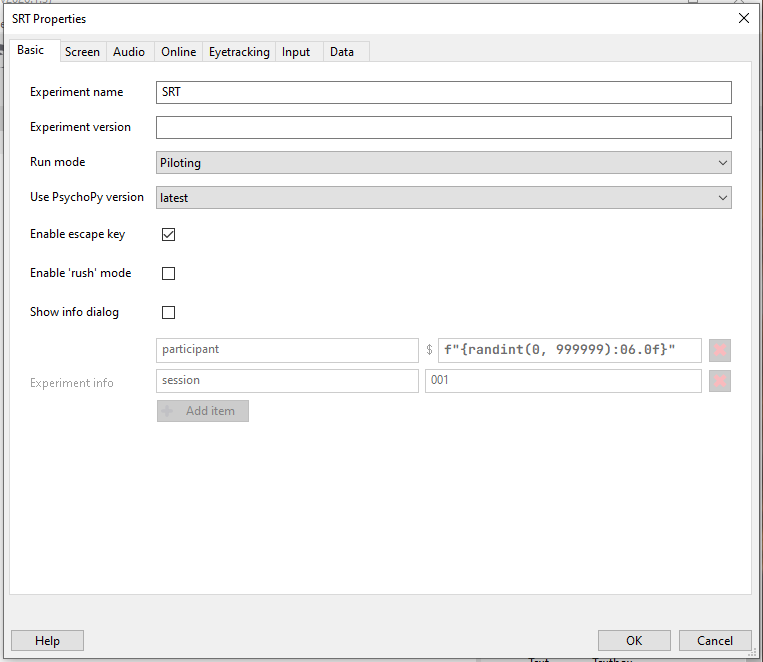 SRT Properties
Basic Screen Audio Online Eyetracking Input Data
Experiment name SRT
Experiment version
Run mode Piloting
Use PsychoPy version latest
Enable escape key
Enable 'rush' mode
Show info dialog
participant $ f"{randint(0, 999999):06.0f}"
Experiment info session 001
Add item
Help OK Cancel